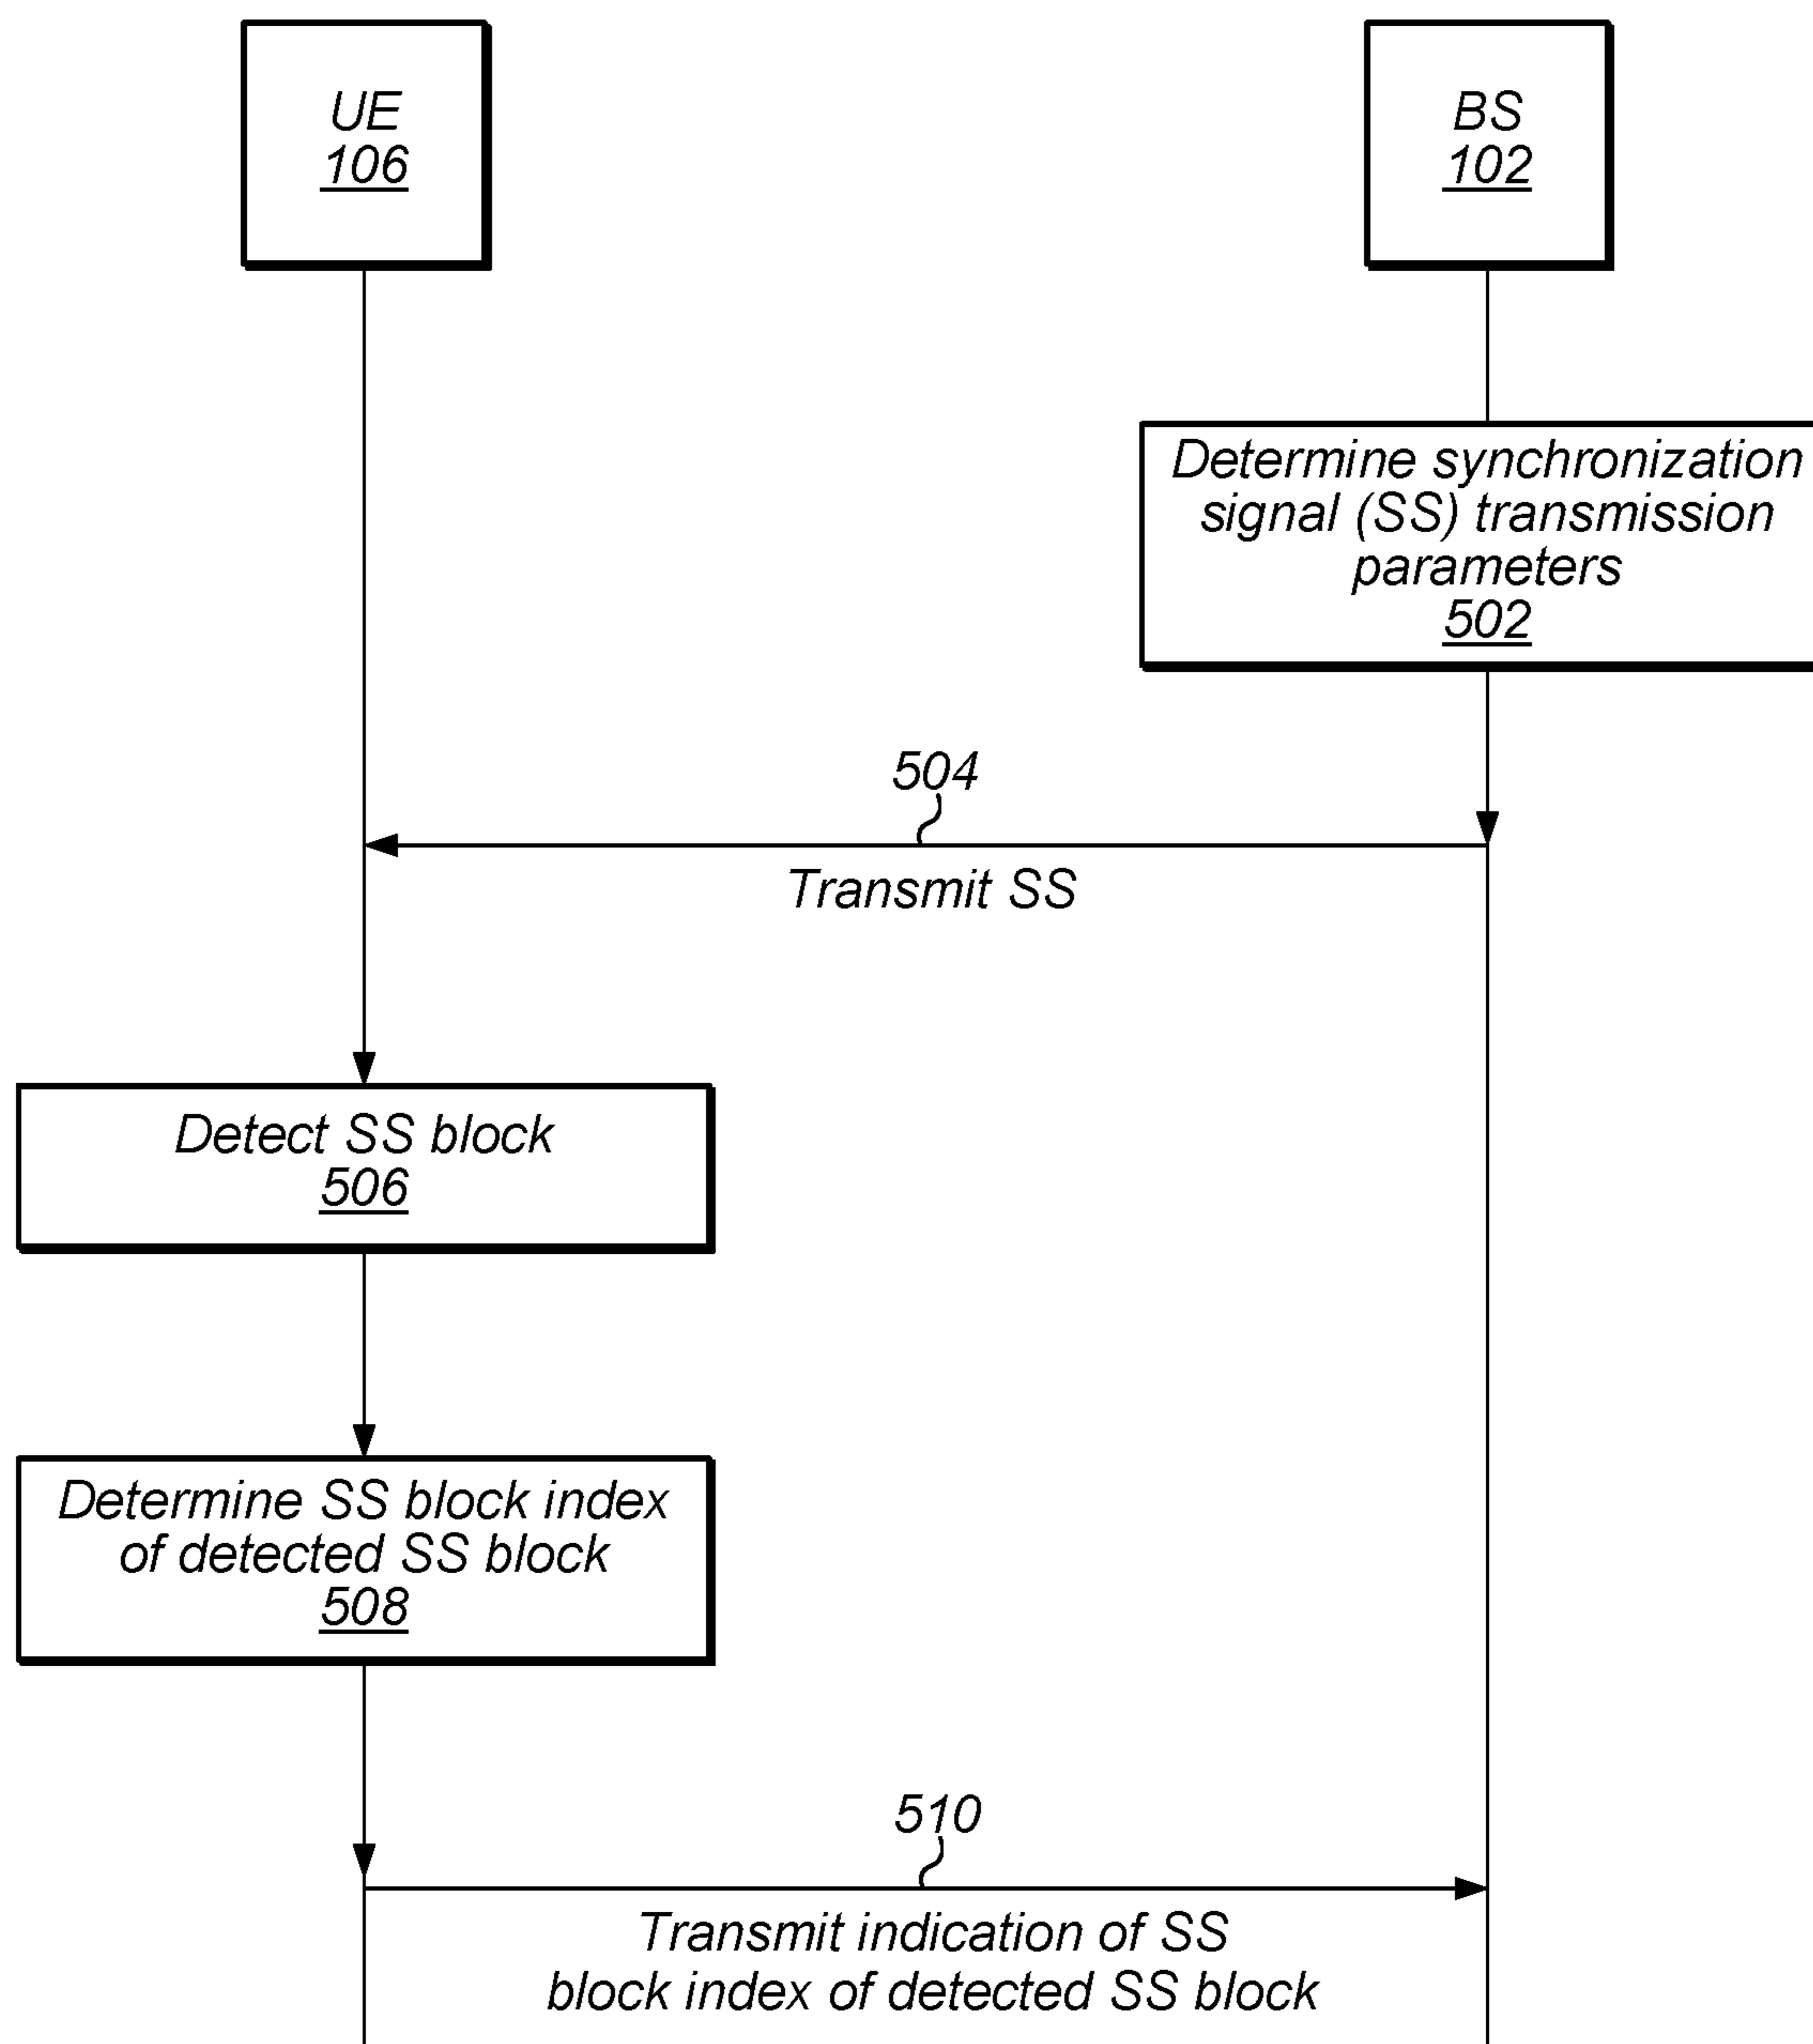 UE
106
BS
102
Determine synchronization
signal (SS) transmission
parameters
502
504
Transmit SS
Detect SS block
506
Determine SS block index
of detected SS block
508
510
Transmit indication of SS
block index of detected SS block